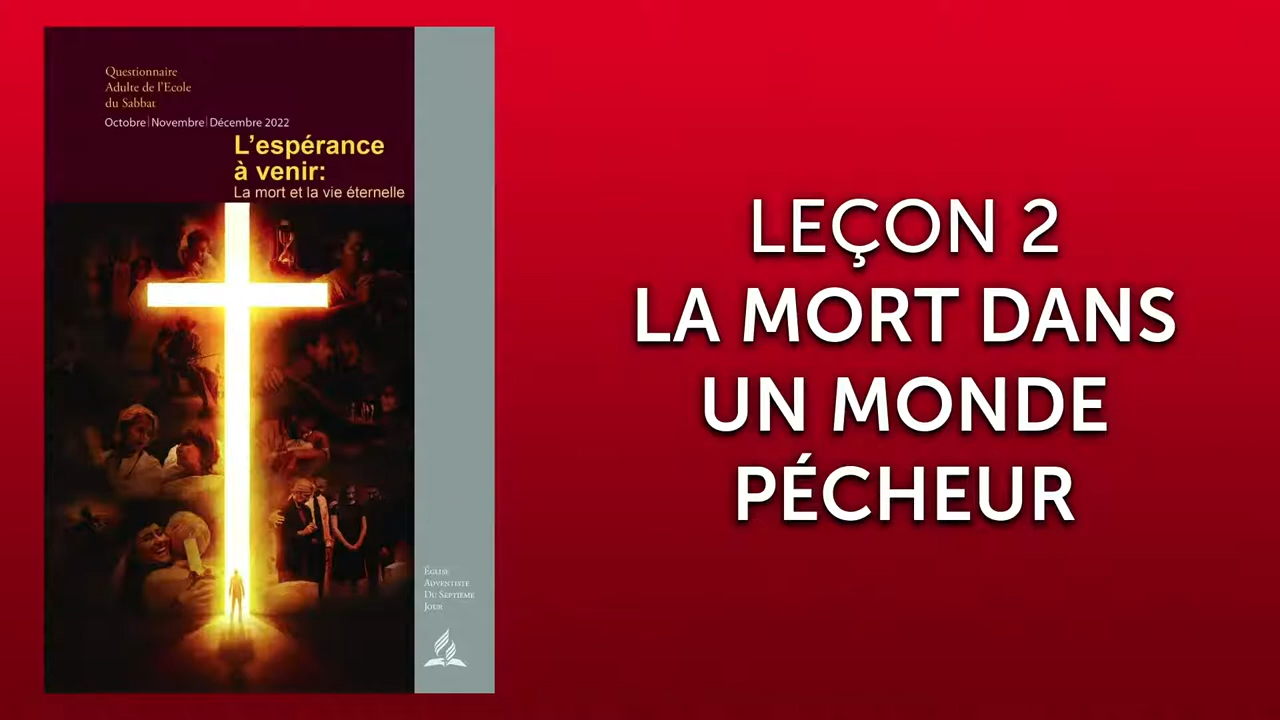 Questionnaire
Adulte de l'Ecole
du Sabbat
Octobre|Novembre|Décembre 2022
L'espérance
à venir:
La mort et la vie éternelle
Église
Adventiste
Du Septième
Jour
LEÇON 2
LA MORT DANS
UN MONDE
PÉCHEUR